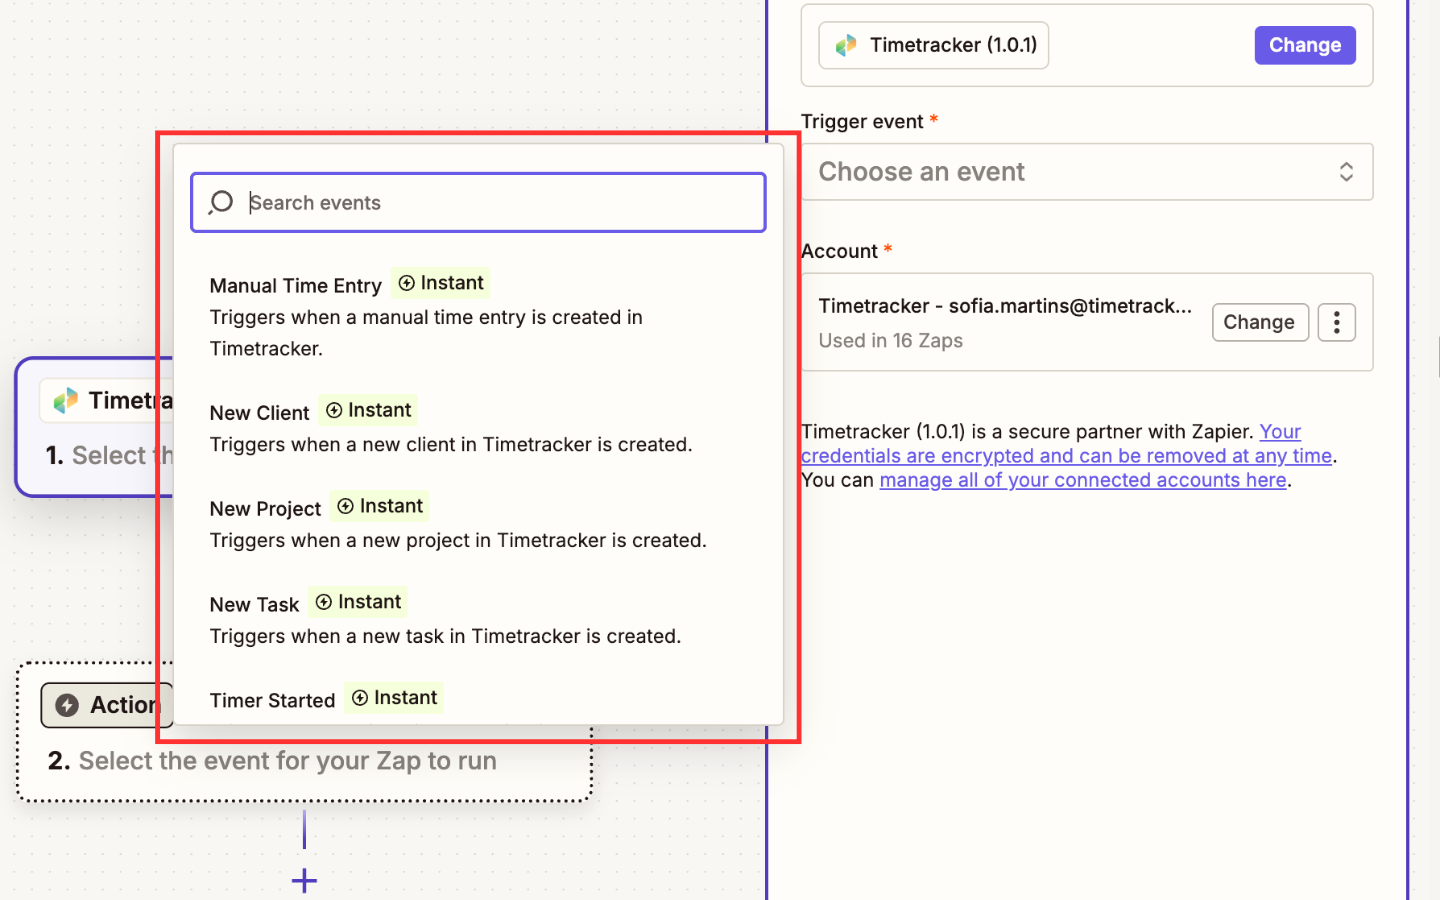 Timetracker (1.0.1)
Change
Trigger event *
Choose an event
Account *
Timetracker - sofia.martins@timetrack...
Used in 16 Zaps
Change
Timetracker (1.0.1) is a secure partner with Zapier. Your
credentials are encrypted and can be removed at any time.
You can manage all of your connected accounts here.
Search events
Manual Time Entry Instant
Triggers when a manual time entry is created in
Timetracker.
New Client Instant
Triggers when a new client in Timetracker is created.
New Project Instant
Triggers when a new project in Timetracker is created.
New Task Instant
Triggers when a new task in Timetracker is created.
Timer Started Instant
Timetra
1. Select th
Action
2. Select the event for your Zap to run